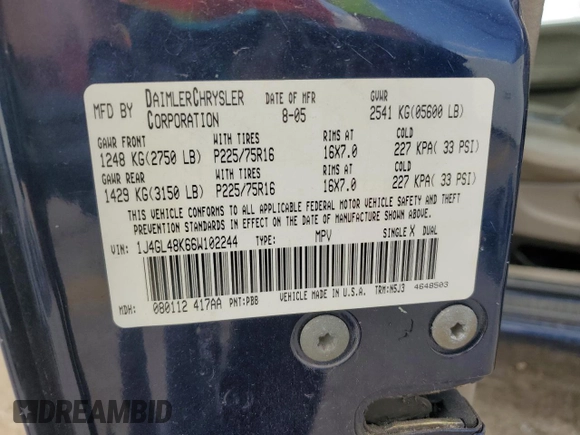 MFD BY DAIMLERCHRYSLER CORPORATION DATE OF MFR 8-05 GVWR 2541 KG(05600 LB)
GAWR FRONT WITH TIRES RIMS AT COLD
1248 KG(2750 LB) P225/75R16 16X7.0 227 KPA( 33 PSI)
GAWR REAR WITH TIRES RIMS AT COLD
1429 KG(3150 LB) P225/75R16 16X7.0 227 KPA( 33 PSI)
THIS VEHICLE CONFORMS TO ALL APPLICABLE FEDERAL MOTOR VEHICLE SAFETY AND THEFT
PREVENTION STANDARDS IN EFFECT ON THE DATE OF MANUFACTURE SHOWN ABOVE.
VIN: 1J4GL48K66W102244 TYPE: MPV SINGLE X DUAL
MDH: 080112 417AA PNT:PBB VEHICLE MADE IN U.S.A. TRM:N5J3 4648503
DREAMBID